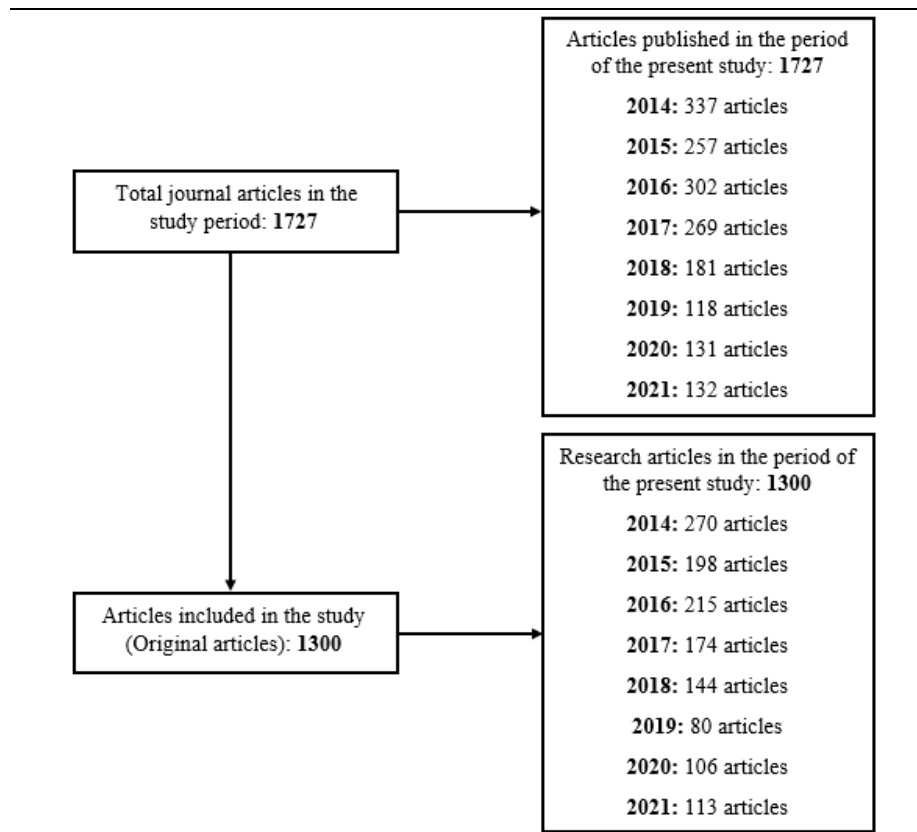 Articles published in the period
of the present study: 1727
2014: 337 articles
2015: 257 articles
2016: 302 articles
2017: 269 articles
2018: 181 articles
2019: 118 articles
2020: 131 articles
2021: 132 articles
Total journal articles in the
study period: 1727
Research articles in the period of
the present study: 1300
2014: 270 articles
2015: 198 articles
2016: 215 articles
2017: 174 articles
2018: 144 articles
2019: 80 articles
2020: 106 articles
2021: 113 articles
Articles included in the study
(Original articles): 1300